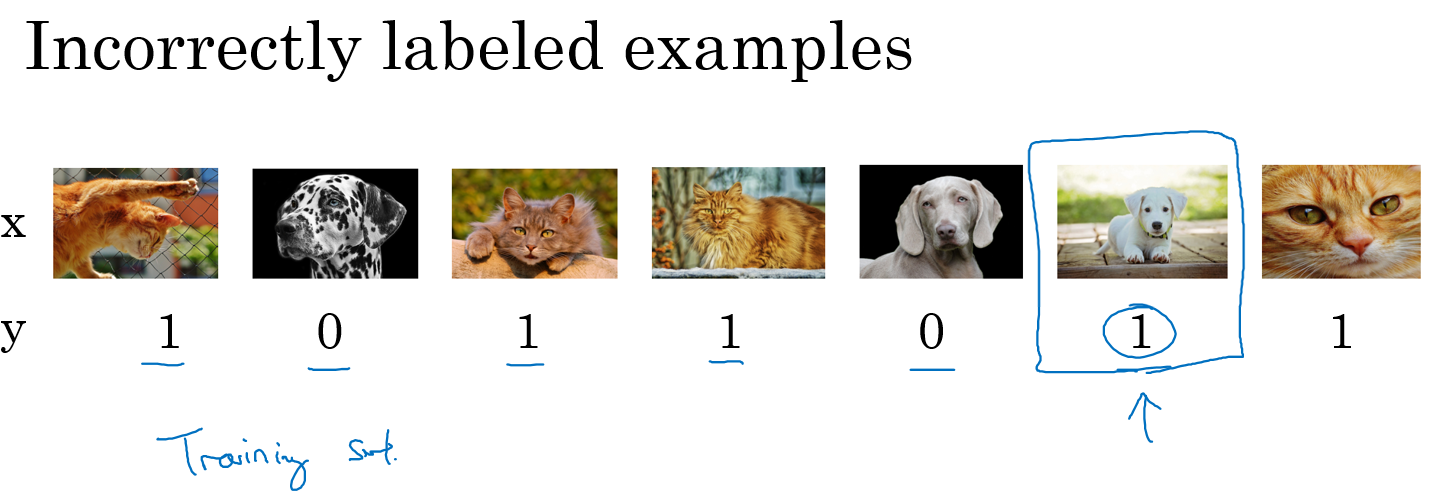 Incorrectly labeled examples
x
y 1 0 1 1 0 1 1
Training set.